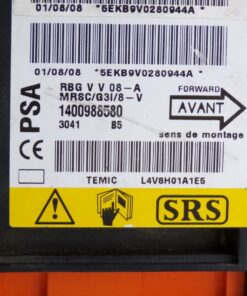 01/08/08 *5EKB9V0280944A *
01/08/08 *5EKB9V0280944A *
PSA
RBG V V 08-A
MRSC/G3I/8-A
1400986580
3041 B5
FORWARD
AVANT
sens de montage
CE
TEMIC L4V8H01A1E5
SRS